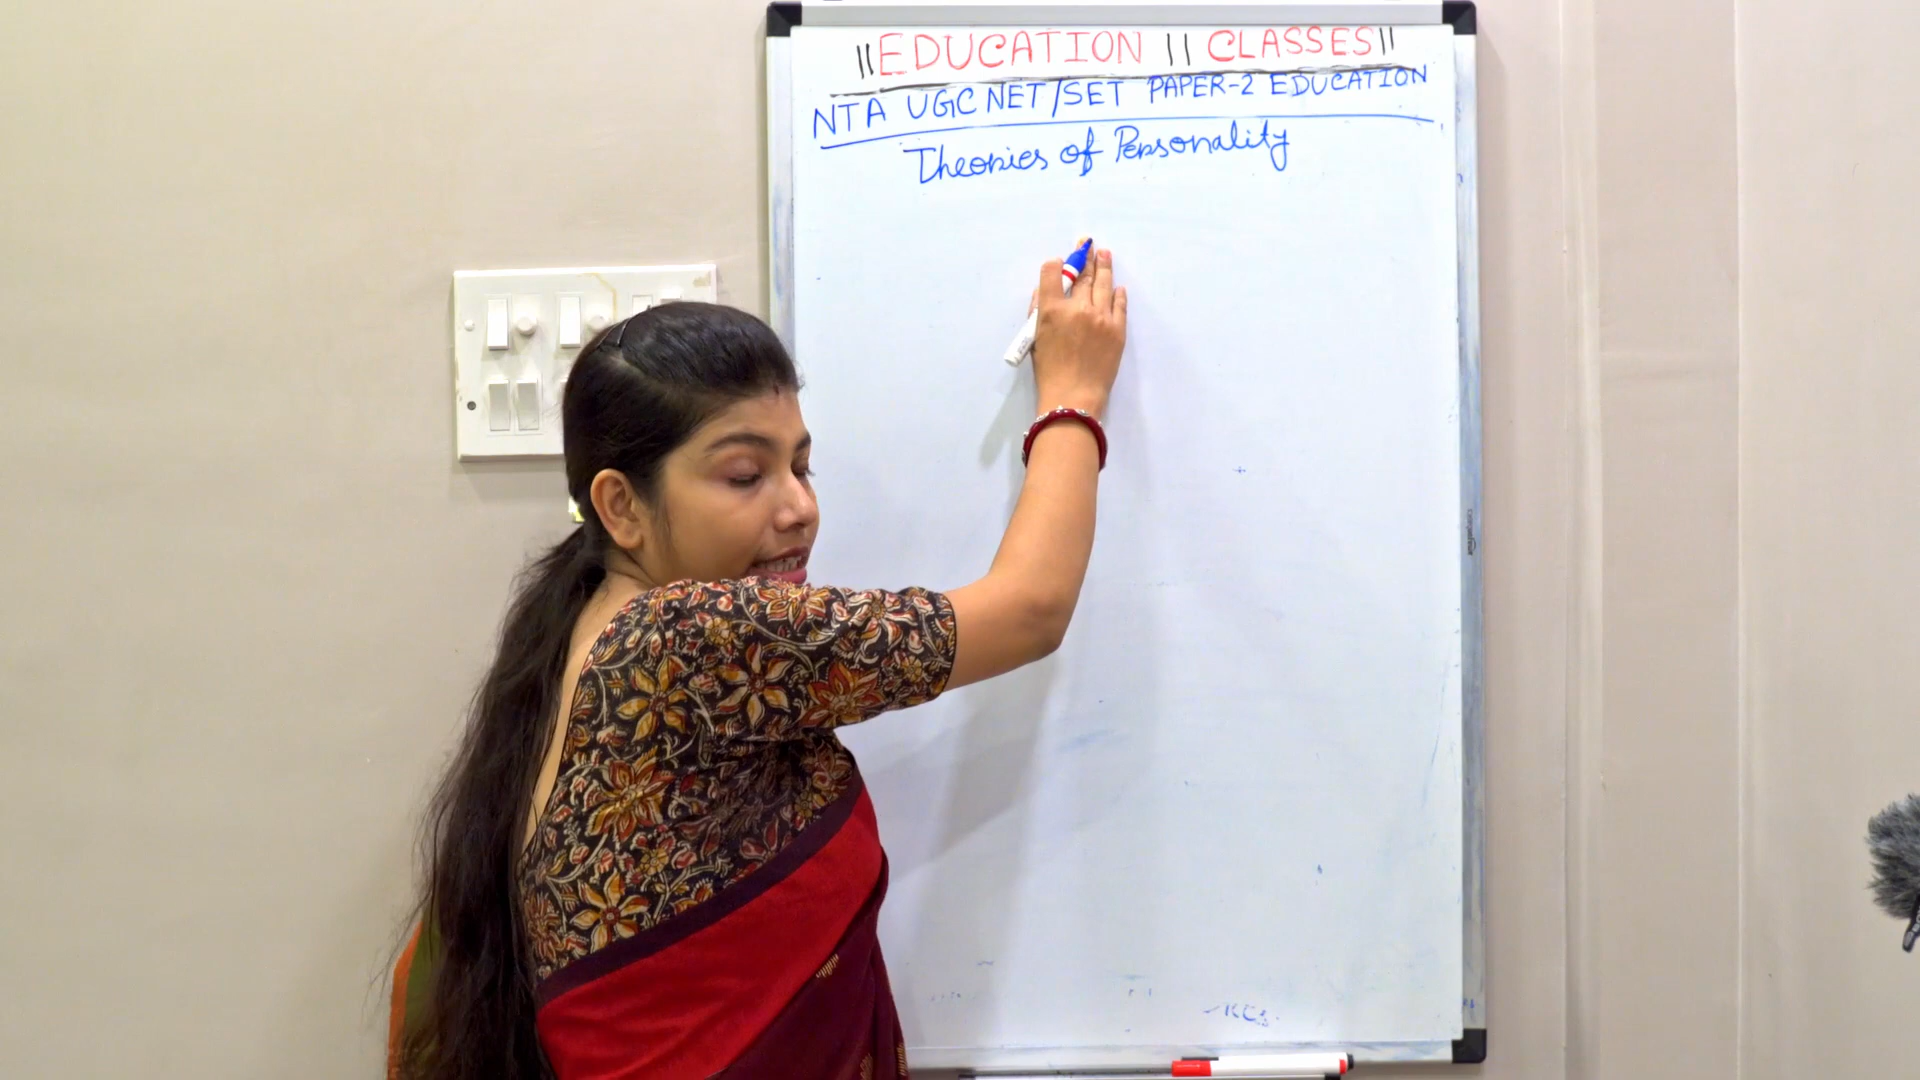 ||EDUCATION || CLASSES||
NTA UGC NET/SET PAPER-2 EDUCATION
Theories of Personality